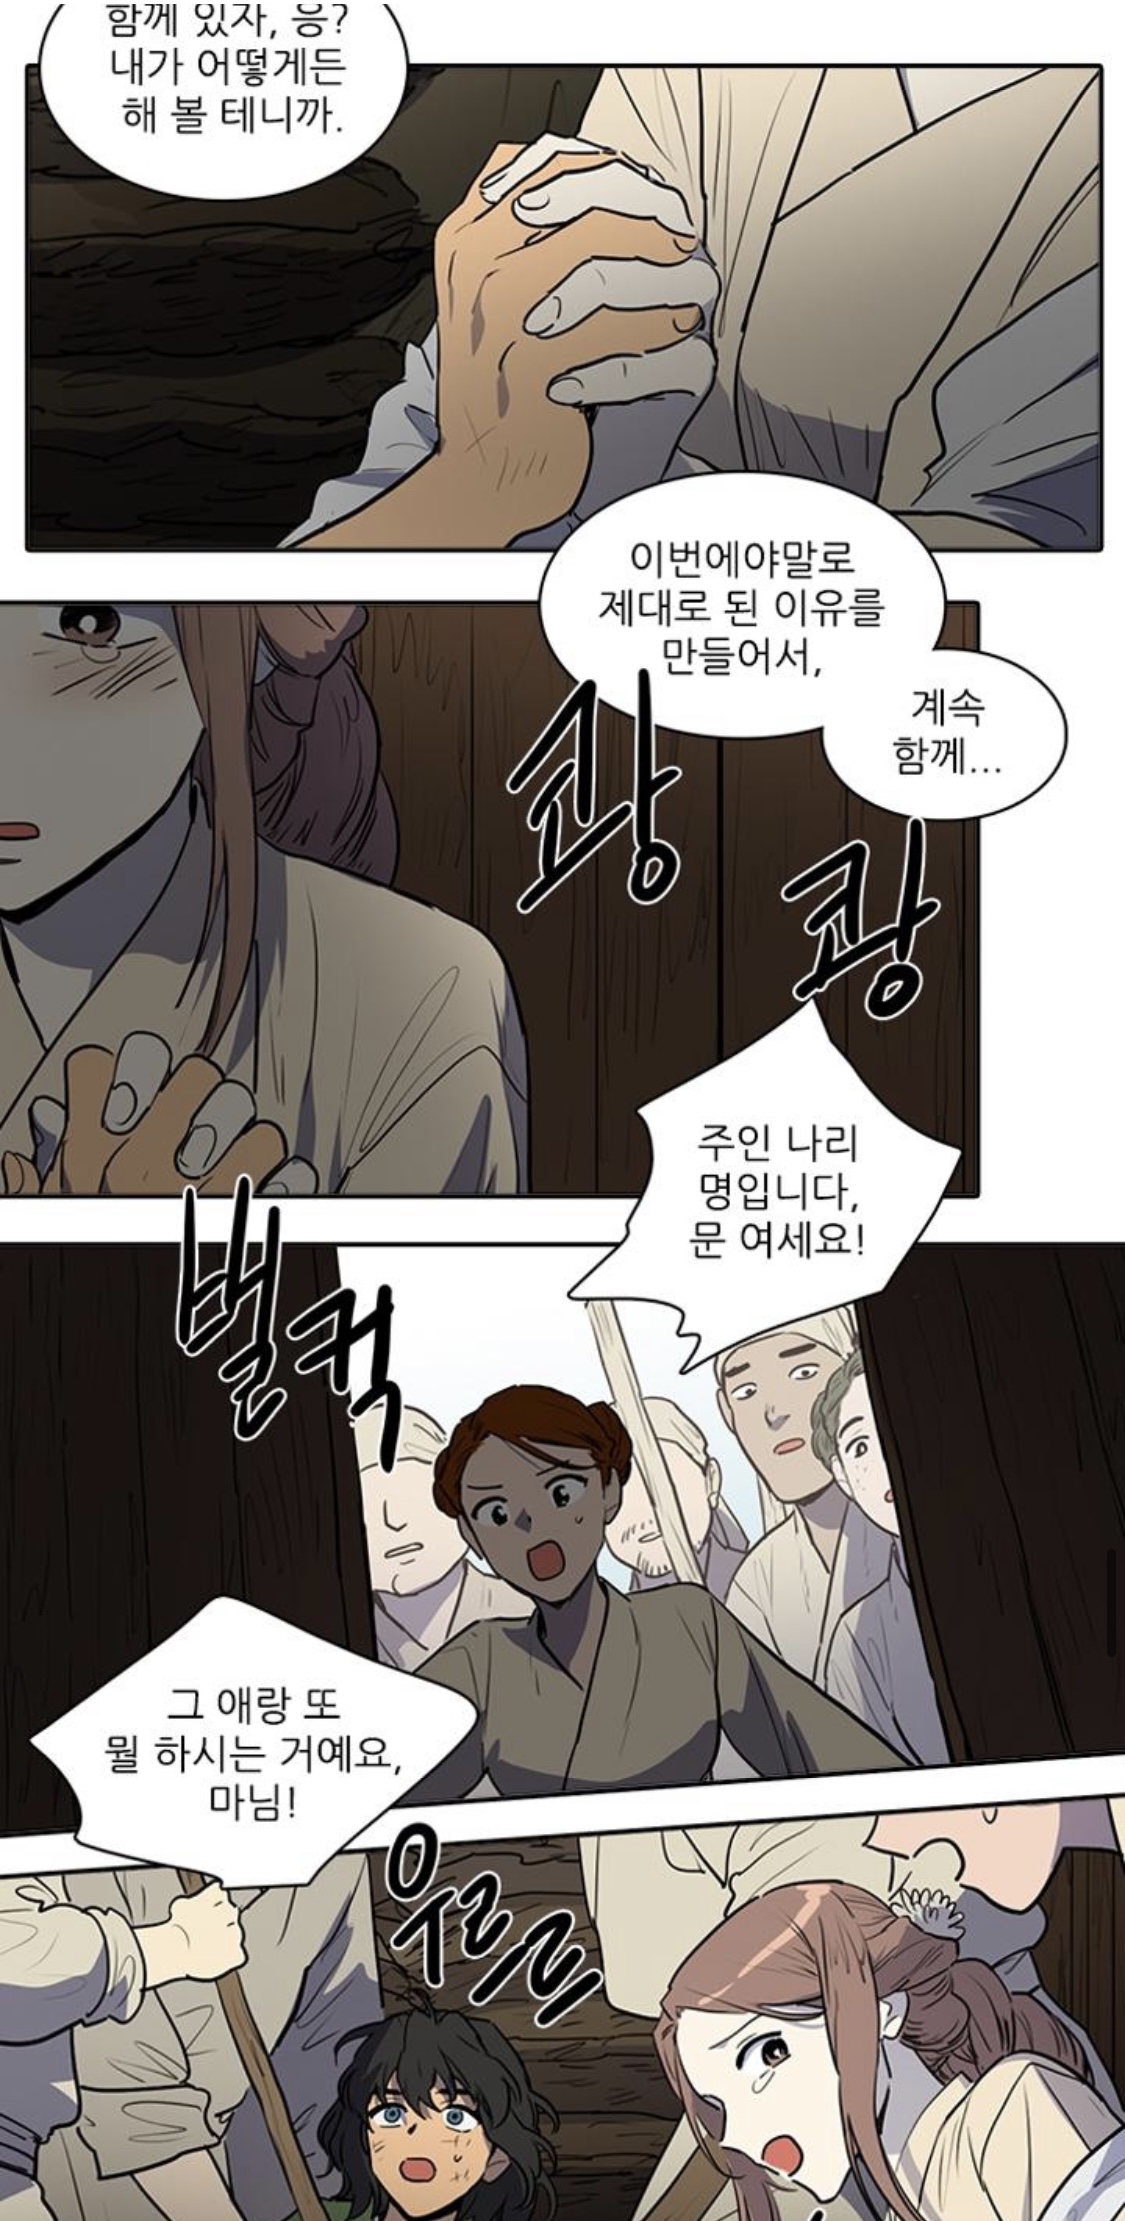 함께 있자, 응?
내가 어떻게든
해 볼 테니까.
이번에야말로
제대로 된 이유를
만들어서,
계속
함께...
쾅
쾅
주인 나리
명입니다,
문 여세요!
벌컥
그 애랑 또
뭘 하시는 거예요,
마님!
우르르